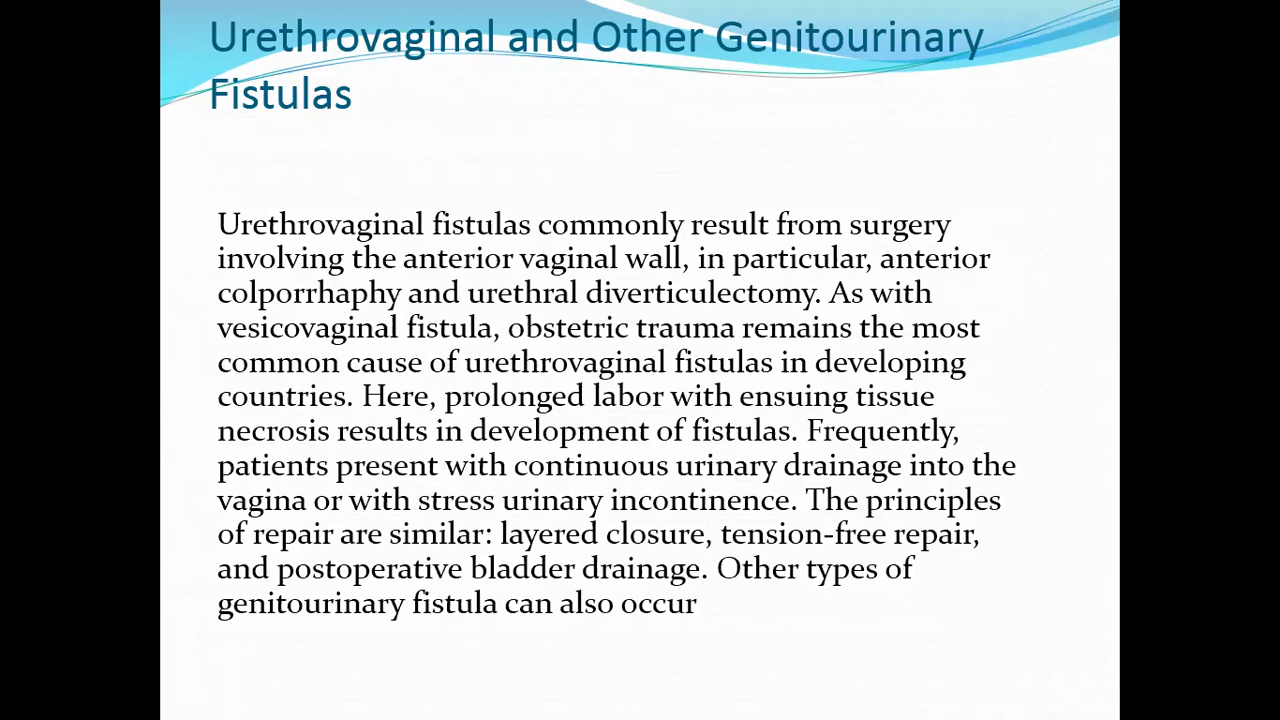 Urethrovaginal and Other Genitourinary
Fistulas
Urethrovaginal fistulas commonly result from surgery
involving the anterior vaginal wall, in particular, anterior
colporrhaphy and urethral diverticulectomy. As with
vesicovaginal fistula, obstetric trauma remains the most
common cause of urethrovaginal fistulas in developing
countries. Here, prolonged labor with ensuing tissue
necrosis results in development of fistulas. Frequently,
patients present with continuous urinary drainage into the
vagina or with stress urinary incontinence. The principles
of repair are similar: layered closure, tension-free repair,
and postoperative bladder drainage. Other types of
genitourinary fistula can also occur